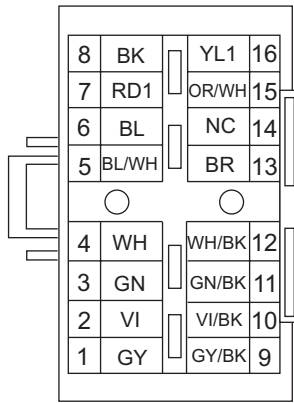 8 BK YL1 16
7 RD1 OR/WH 15
6 BL NC 14
5 BL/WH BR 13
4 WH WH/BK 12
3 GN GN/BK 11
2 VI VI/BK 10
1 GY GY/BK 9